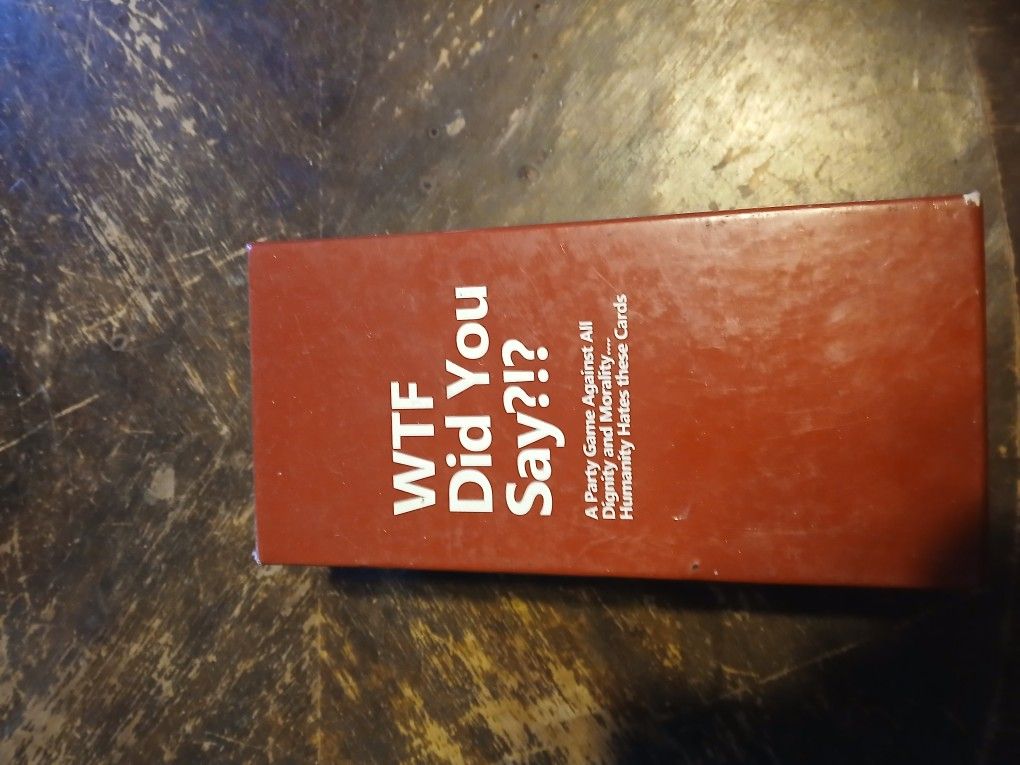 WTF
Did You
Say?!?
A Party Game Against All
Dignity and Morality....
Humanity Hates these Cards